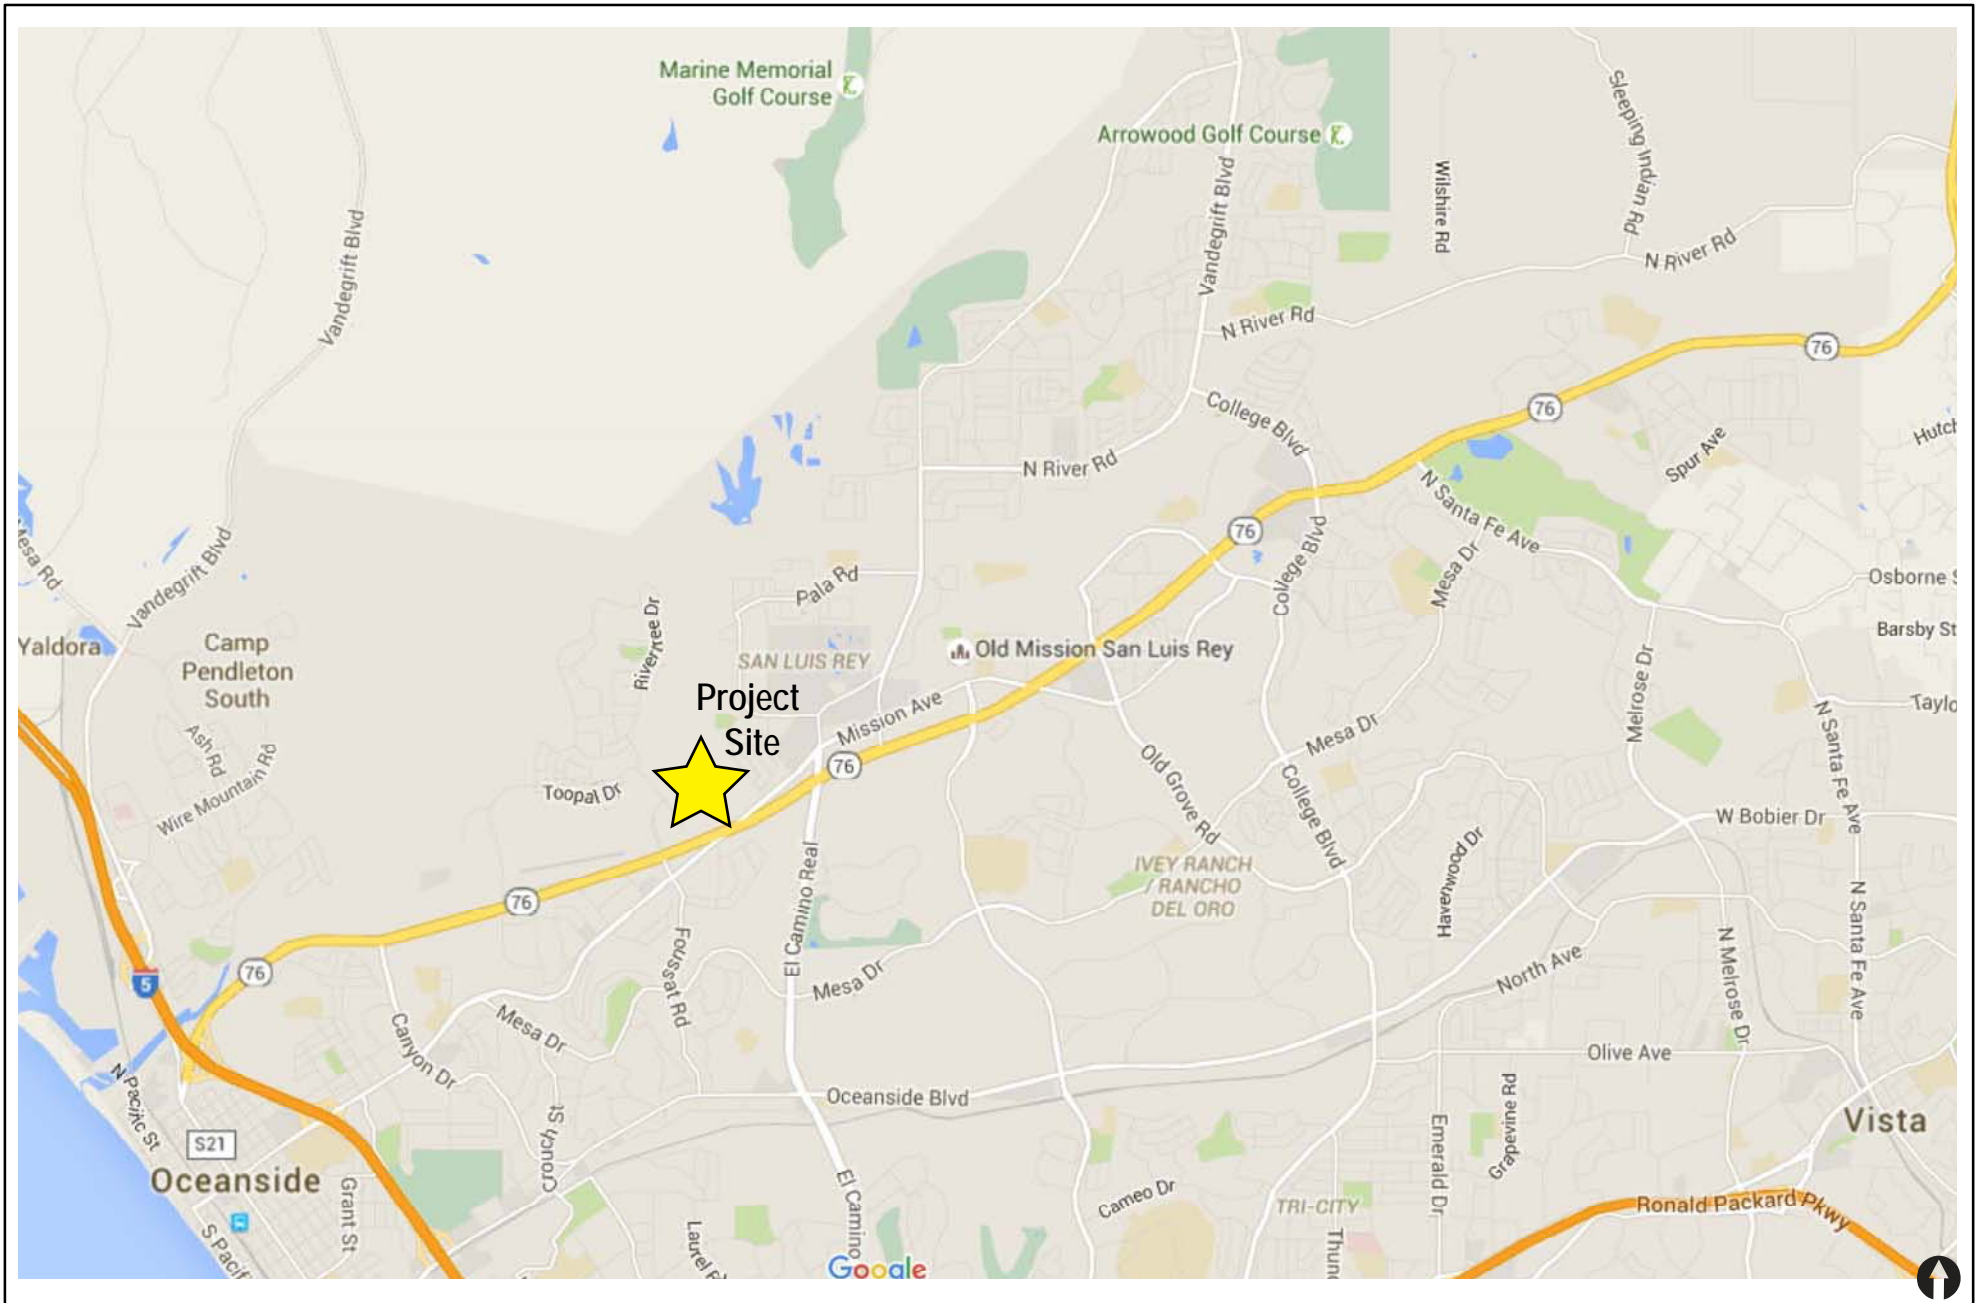 Marine Memorial
Golf Course
Arrowood Golf Course
Sleeping Indian Rd
Wilshire Rd
Vandegrift Blvd
Vandegrift Blvd
N River Rd
N River Rd
76
76
College Blvd
Hutch
Spur Ave
N River Rd
N Santa Fe Ave
76
Mesa Rd
Vandegrift Blvd
Pala Rd
College Blvd
Mesa Dr
Osborne S
Rivertree Dr
Barsby St
Yaldora
Camp
Pendleton
South
SAN LUIS REY
Old Mission San Luis Rey
Melrose Dr
Project
Site
Mission Ave
Taylo
N Santa Fe Ave
Ash Rd
Wire Mountain Rd
Toopal Dr
76
Old Grove Rd
Mesa Dr
College Blvd
W Bobier Dr
El Camino Real
IVEY RANCH
/ RANCHO
DEL ORO
Havenwood Dr
76
N Santa Fe Ave
Foussat Rd
Mesa Dr
North Ave
N Melrose Dr
76
5
Canyon Dr
Mesa Dr
Olive Ave
N Pacific St
Oceanside Blvd
Grapevine Rd
Emerald Dr
Vista
S21
Crouch St
Oceanside
Grant St
El Camino
Cameo Dr
TRI-CITY
Ronald Packard Pkwy
S Pacif
Laurel R
Thund
Google